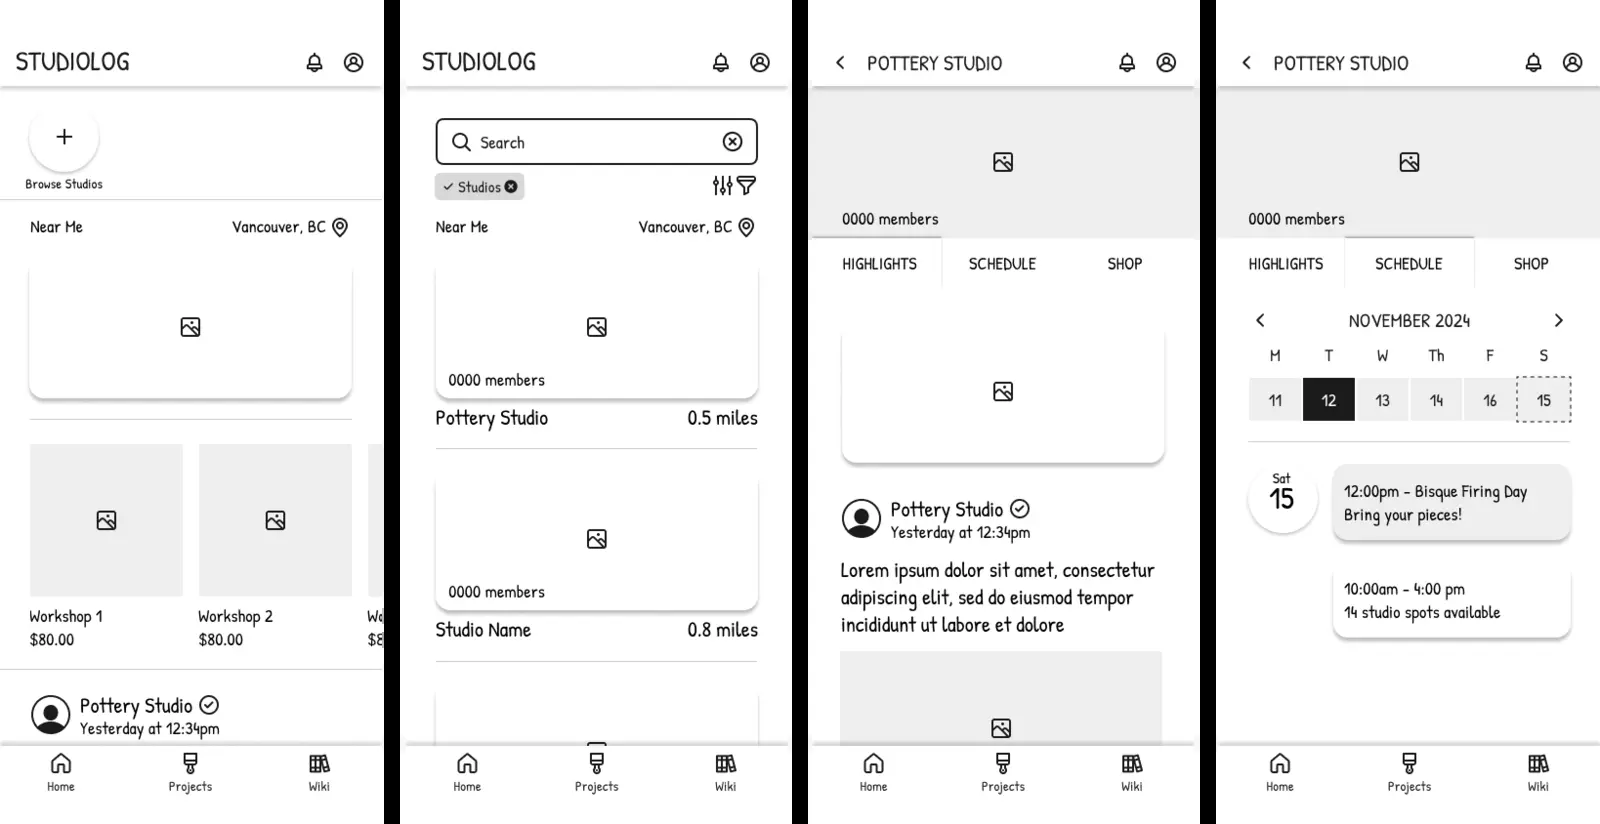 STUDIOLOG
Browse Studios
Near Me
Vancouver, BC
Workshop 1
$80.00
Workshop 2
$80.00
Pottery Studio
Yesterday at 12:34pm
Home
Projects
Wiki
STUDIOLOG
Search
Studios
Near Me
Vancouver, BC
0000 members
Pottery Studio
0.5 miles
0000 members
Studio Name
0.8 miles
Home
Projects
Wiki
POTTERY STUDIO
0000 members
HIGHLIGHTS
SCHEDULE
SHOP
Pottery Studio
Yesterday at 12:34pm
Lorem ipsum dolor sit amet, consectetur
adipiscing elit, sed do eiusmod tempor
incididunt ut labore et dolore
Home
Projects
Wiki
POTTERY STUDIO
0000 members
HIGHLIGHTS
SCHEDULE
SHOP
NOVEMBER 2024
M T W Th F S
11 12 13 14 16 15
Sat
15
12:00pm - Bisque Firing Day
Bring your pieces!
10:00am - 4:00 pm
14 studio spots available
Home
Projects
Wiki